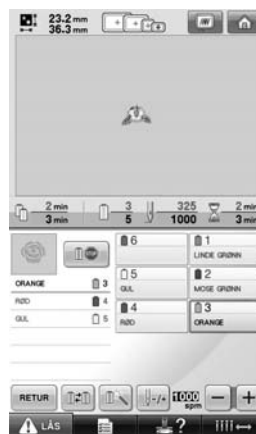 23.2 mm
36.3 mm
2 min
3 min
3
5
325
1000
2 min
3 min
6
1
LINDE GRØNN
5
GUL
2
MOSE GRØNN
4
RØD
3
ORANGE
ORANGE 3
RØD 4
GUL 5
RETUR
-/+
1000
spm
LÅS
?